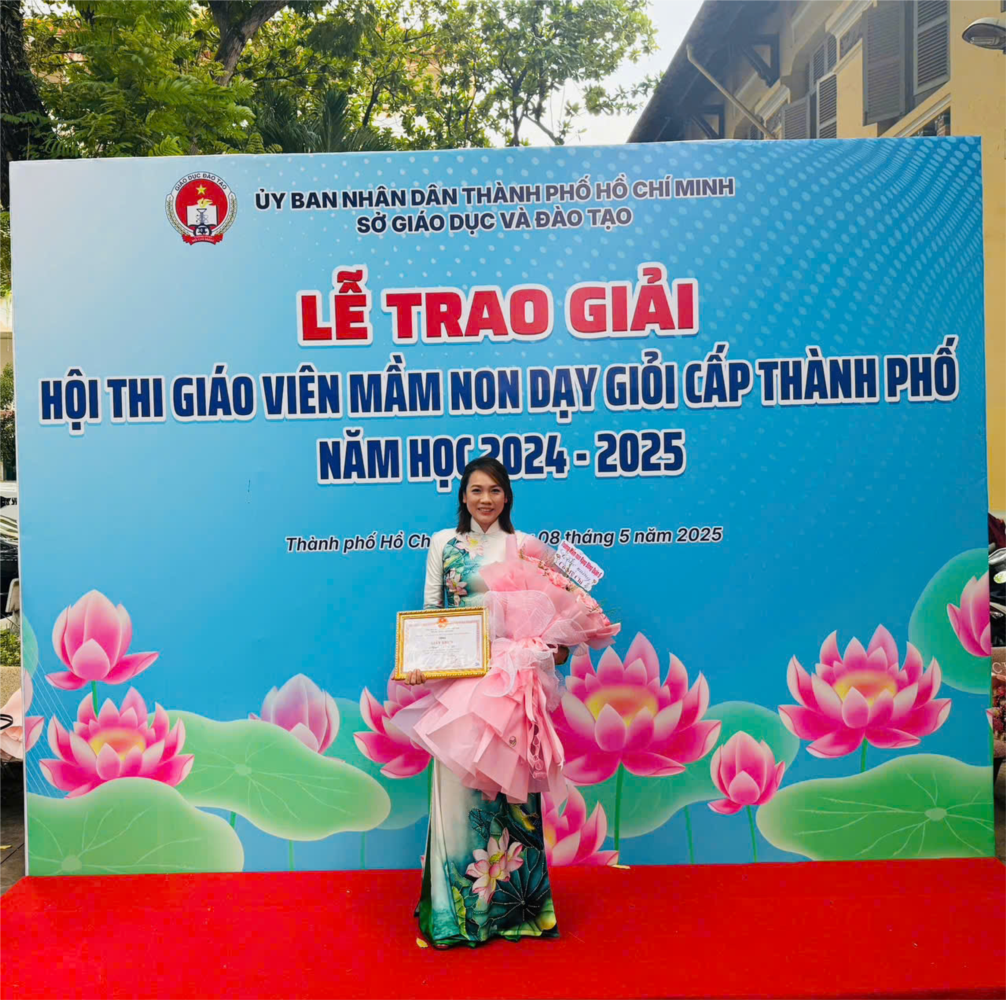 GIÁO DỤC ĐÀO TẠO
ỦY BAN NHÂN DÂN THÀNH PHỐ HỒ CHÍ MINH
SỞ GIÁO DỤC VÀ ĐÀO TẠO
LỄ TRAO GIẢI
HỘI THI GIÁO VIÊN MẦM NON DẠY GIỎI CẤP THÀNH PHỐ
NĂM HỌC 2024 - 2025
Thành phố Hồ Ch 08 tháng 5 năm 2025